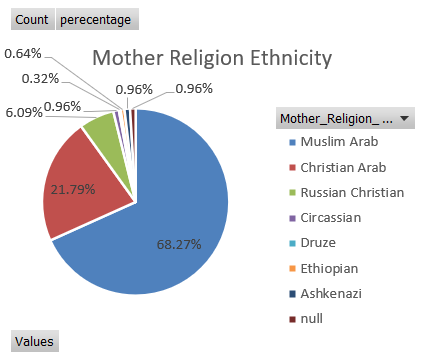 Count perecentage
Mother Religion Ethnicity
0.64%
0.32%
0.96%
0.96%
0.96%
6.09%
21.79%
68.27%
Mother_Religion_ ...
Muslim Arab
Christian Arab
Russian Christian
Circassian
Druze
Ethiopian
Ashkenazi
null
Values